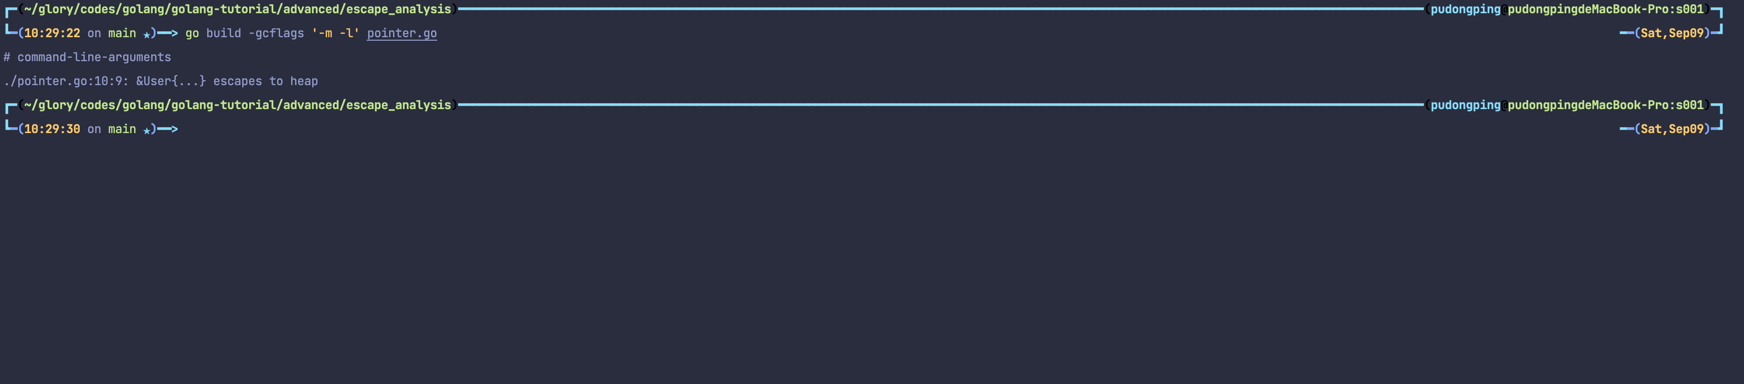 (~/glory/codes/golang/golang-tutorial/advanced/escape_analysis) (pudongping@pudongpingdeMacBook-Pro:s001)
(10:29:22 on main ★)──> go build -gcflags '-m -l' pointer.go ─(Sat,Sep09)
# command-line-arguments
./pointer.go:10:9: &User{...} escapes to heap
(~/glory/codes/golang/golang-tutorial/advanced/escape_analysis) (pudongping@pudongpingdeMacBook-Pro:s001)
(10:29:30 on main ★)──> ─(Sat,Sep09)